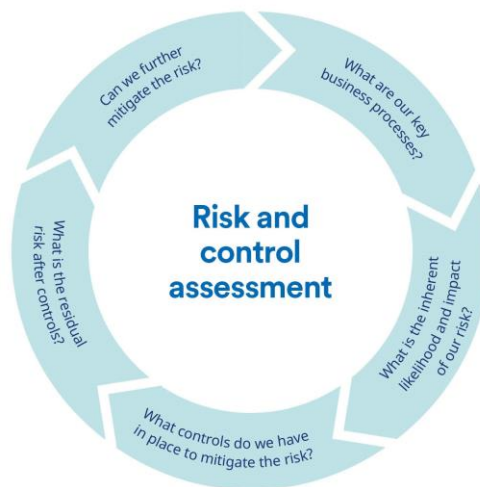 Risk and
control
assessment
What are our key
business processes?
What is the inherent
likelihood and impact
of our risk?
What controls do we have
in place to mitigate the risk?
What is the residual
risk after controls?
Can we further
mitigate the risk?